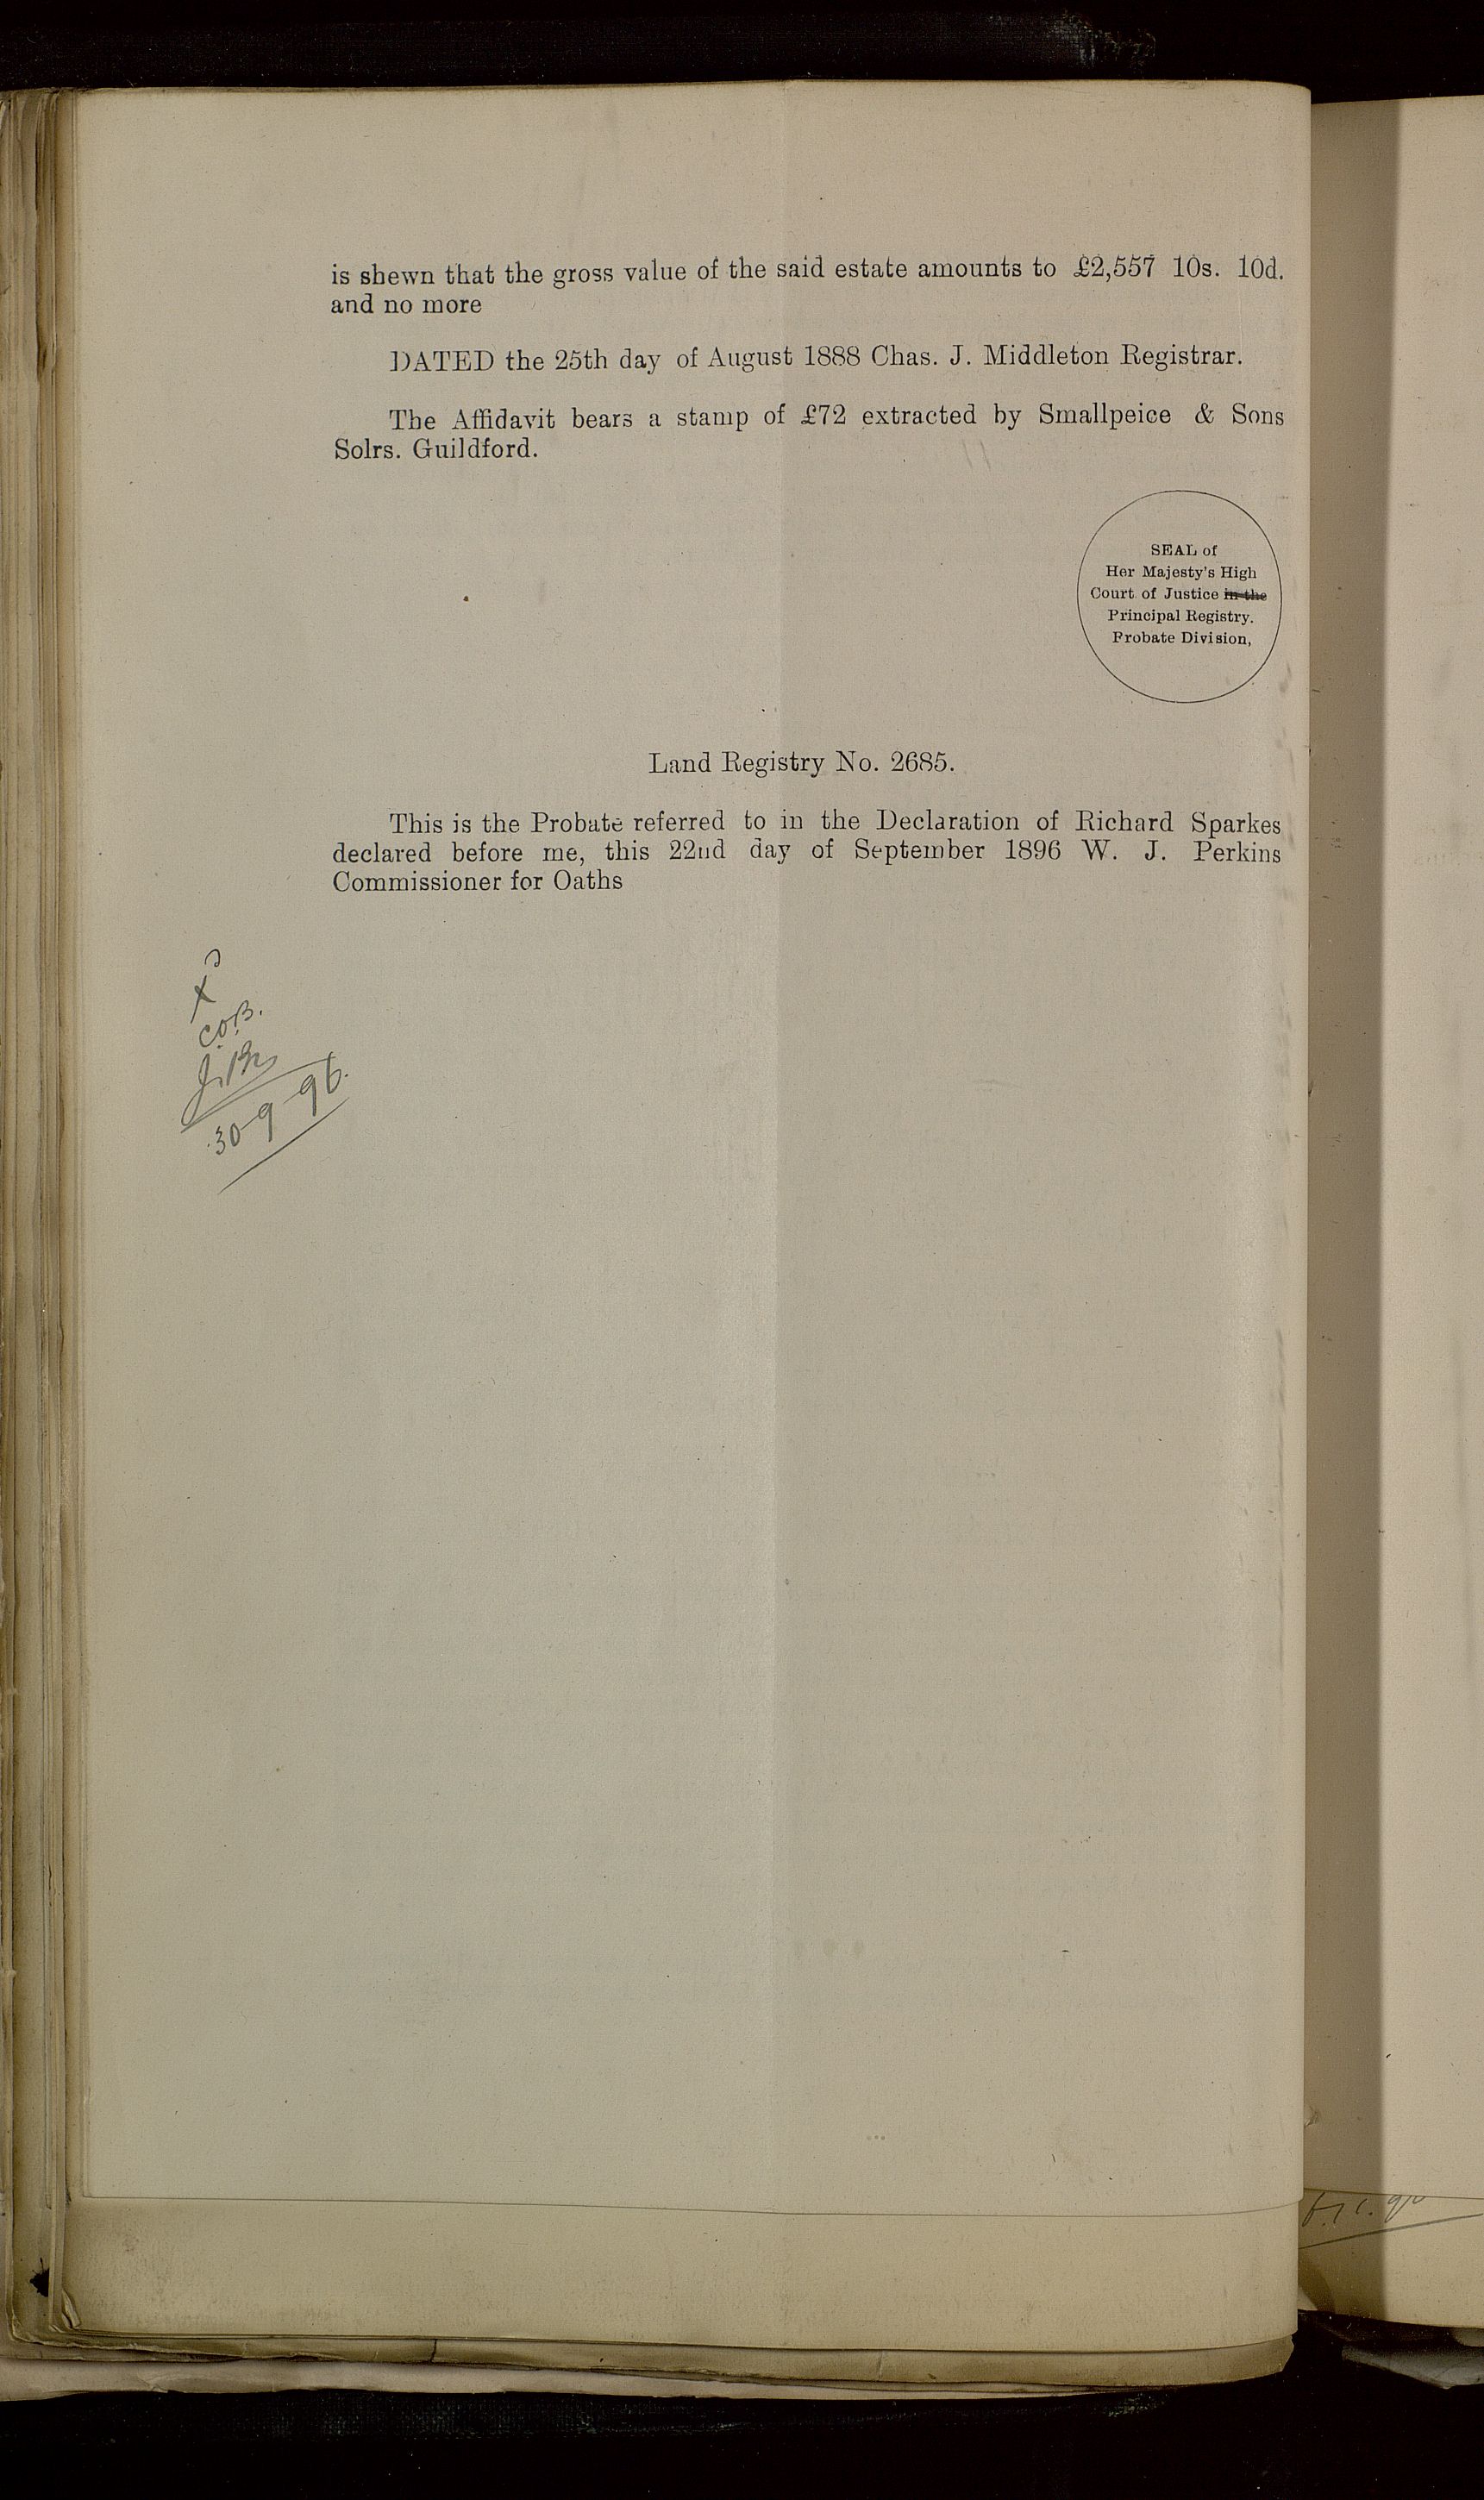 is shewn that the gross value of the said estate amounts to £2,557 10s. 10d.
and no more
DATED the 25th day of August 1888 Chas. J. Middleton Registrar.
The Affidavit bears a stamp of £72 extracted by Smallpeice & Sons
Solrs. Guildford.
SEAL of
Her Majesty's High
Court of Justice in the
Principal Registry.
Probate Division,
Land Registry No. 2685.
This is the Probate referred to in the Declaration of Richard Sparkes
declared before me, this 22nd day of September 1896 W. J. Perkins
Commissioner for Oaths
X
C.O.B.
30-9-96.